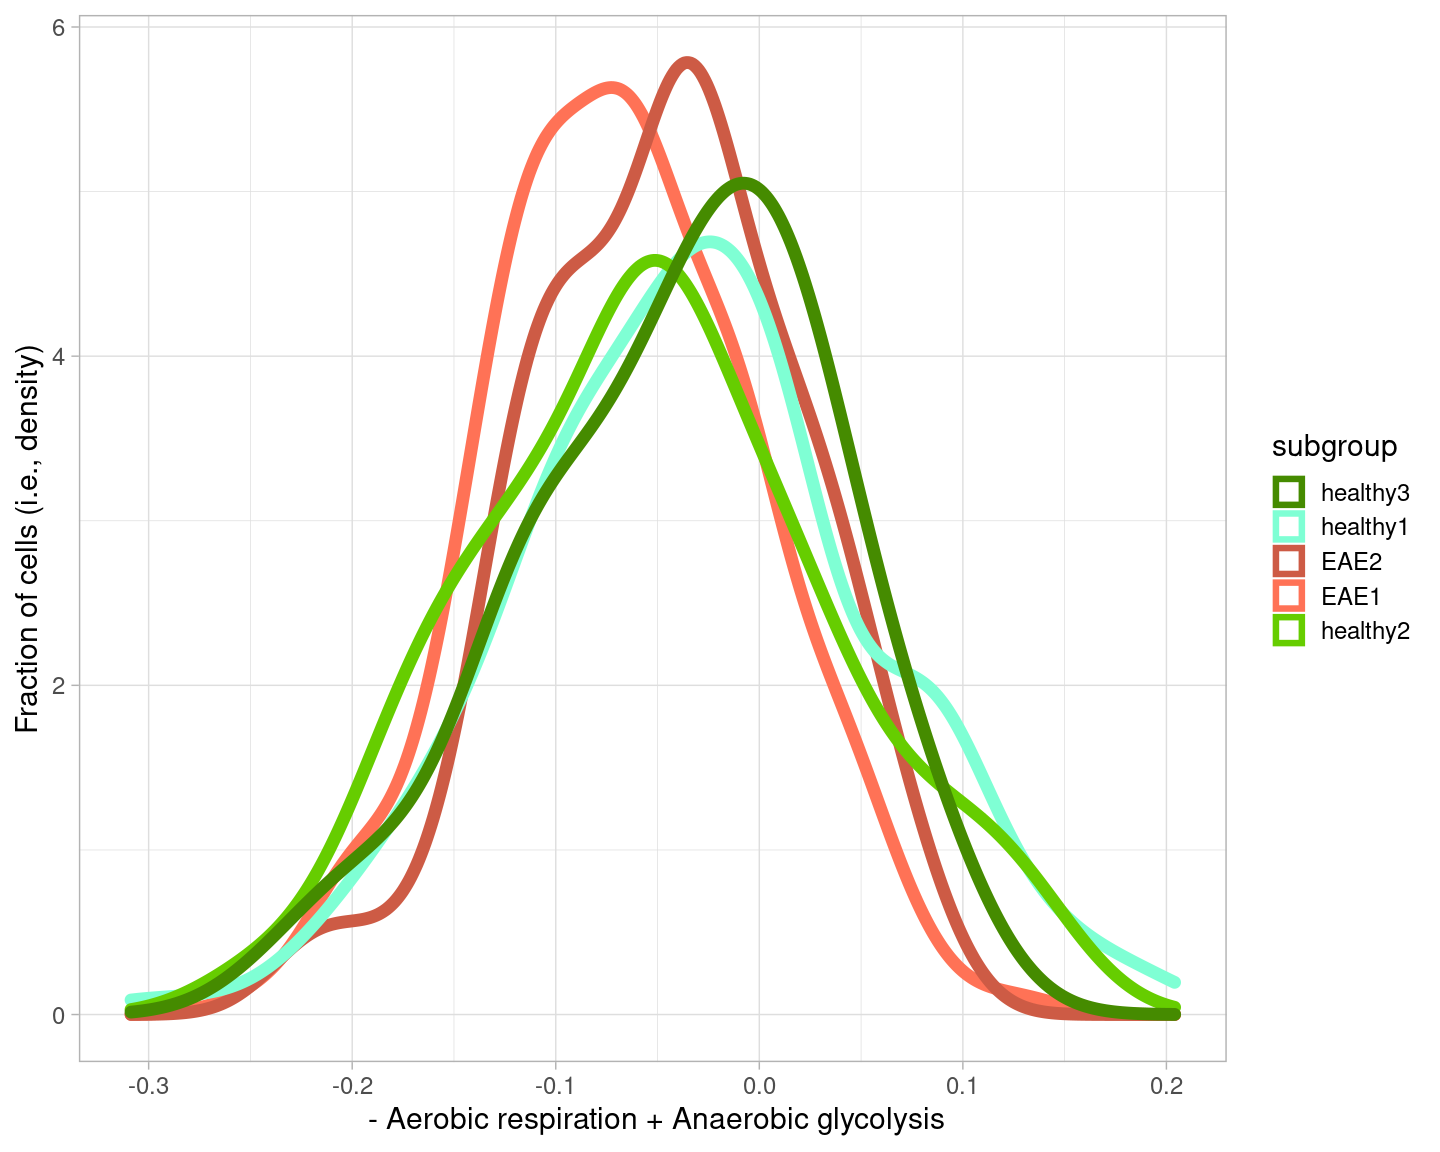 Fraction of cells (i.e., density)
6
4
2
0
-0.3 -0.2 -0.1 0.0 0.1 0.2
- Aerobic respiration + Anaerobic glycolysis
subgroup
healthy3
healthy1
EAE2
EAE1
healthy2